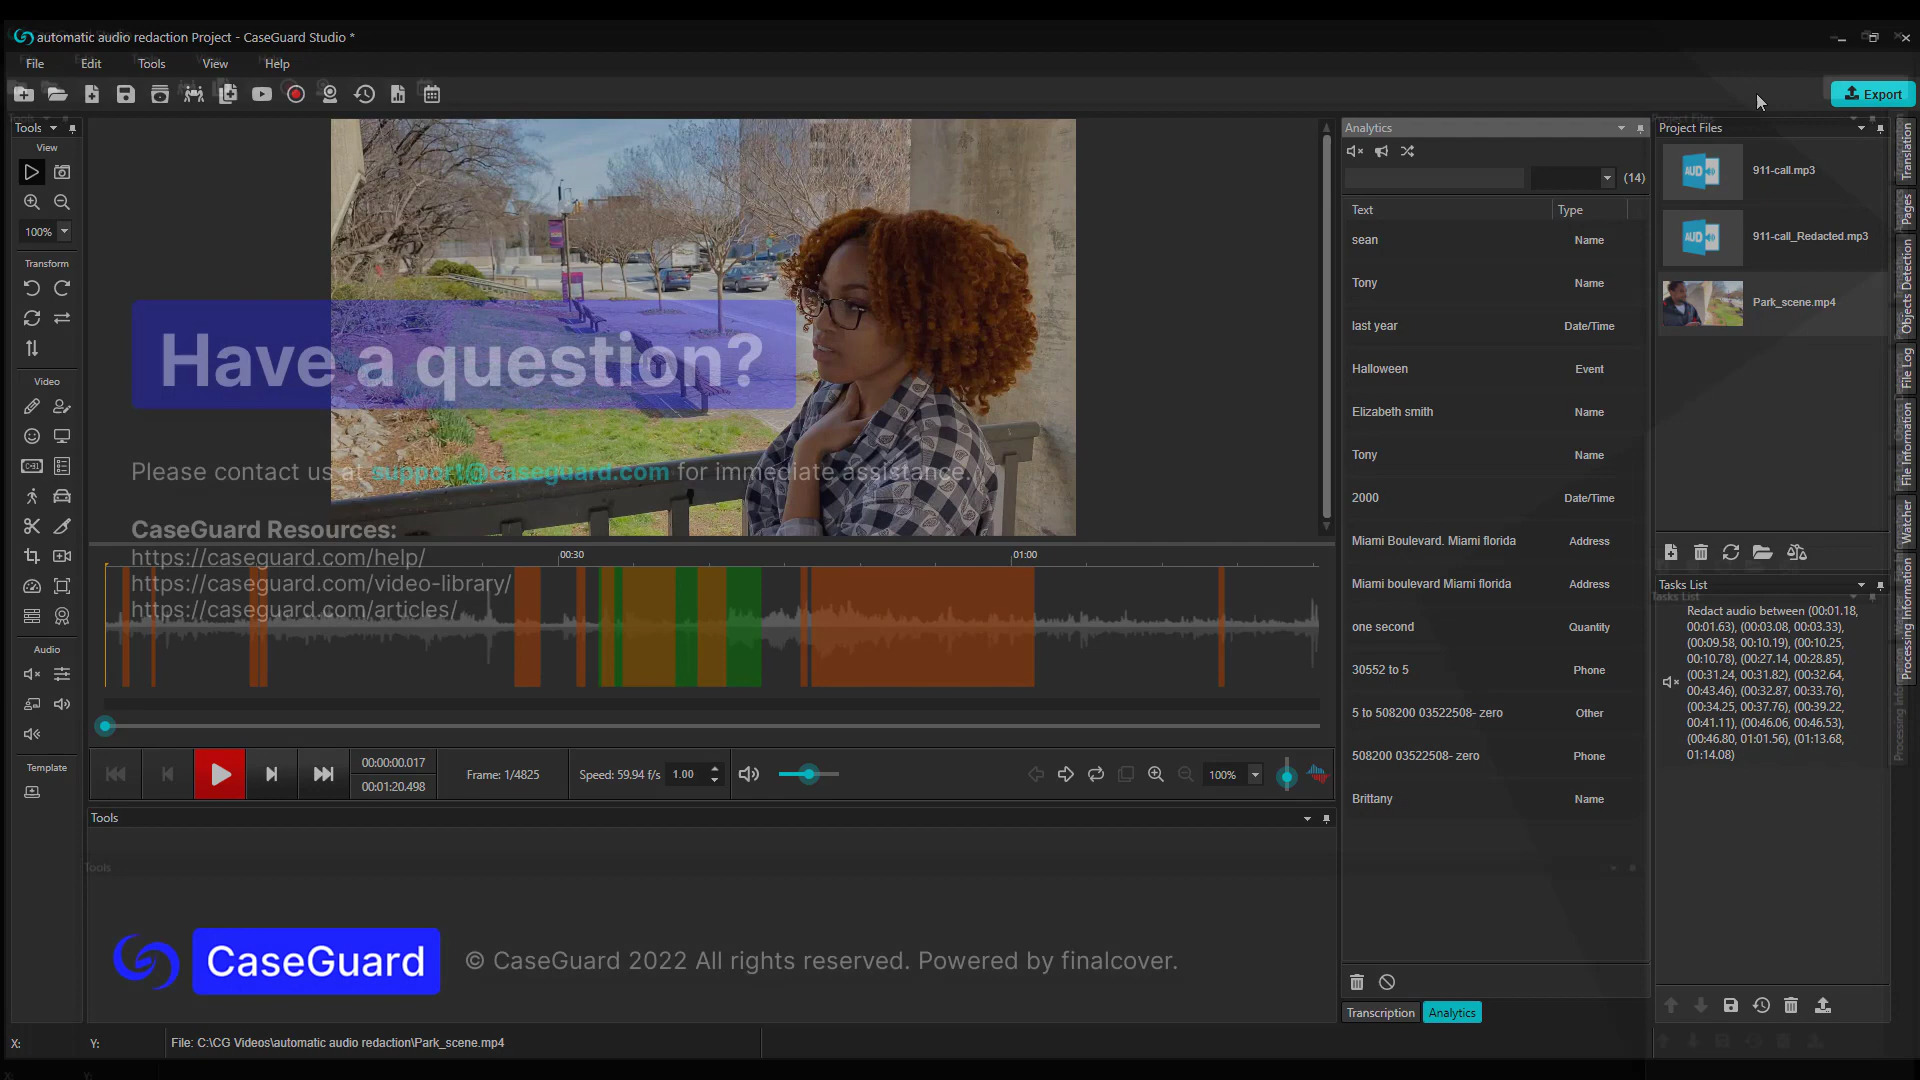 automatic audio redaction Project - CaseGuard Studio *
File Edit Tools View Help
Export
Tools
View
100%
Transform
Video
Audio
Template
Have a question?
Please contact us at support@caseguard.com for immediate assistance.
CaseGuard Resources:
https://caseguard.com/help/
https://caseguard.com/video-library/
https://caseguard.com/articles/
00:30 01:00
00:00:00.017
00:01:20.498
Frame: 1/4825
Speed: 59.94 f/s 1.00
100%
Tools
Tools
CaseGuard
© CaseGuard 2022 All rights reserved. Powered by finalcover.
Analytics
(14)
Text Type
sean Name
Tony Name
last year Date/Time
Halloween Event
Elizabeth smith Name
Tony Name
2000 Date/Time
Miami Boulevard. Miami florida Address
Miami boulevard Miami florida Address
one second Quantity
30552 to 5 Phone
5 to 508200 03522508- zero Other
508200 03522508- zero Phone
Brittany Name
Transcription Analytics
Project Files
AUD 911-call.mp3
AUD 911-call_Redacted.mp3
Park_scene.mp4
Tasks List
Tasks List
Redact audio between (00:01.18,
00:01.63), (00:03.08, 00:03.33),
(00:09.58, 00:10.19), (00:10.25,
00:10.78), (00:27.14, 00:28.85),
(00:31.24, 00:31.82), (00:32.64,
00:43.46), (00:32.87, 00:33.76),
(00:34.25, 00:37.76), (00:39.22,
00:41.11), (00:46.06, 00:46.53),
(00:46.80, 01:01.56), (01:13.68,
01:14.08)
Translation
Pages
Objects Detection
File Log
File Information
Watcher
Processing Information
X: Y: File: C:\CG Videos\automatic audio redaction\Park_scene.mp4